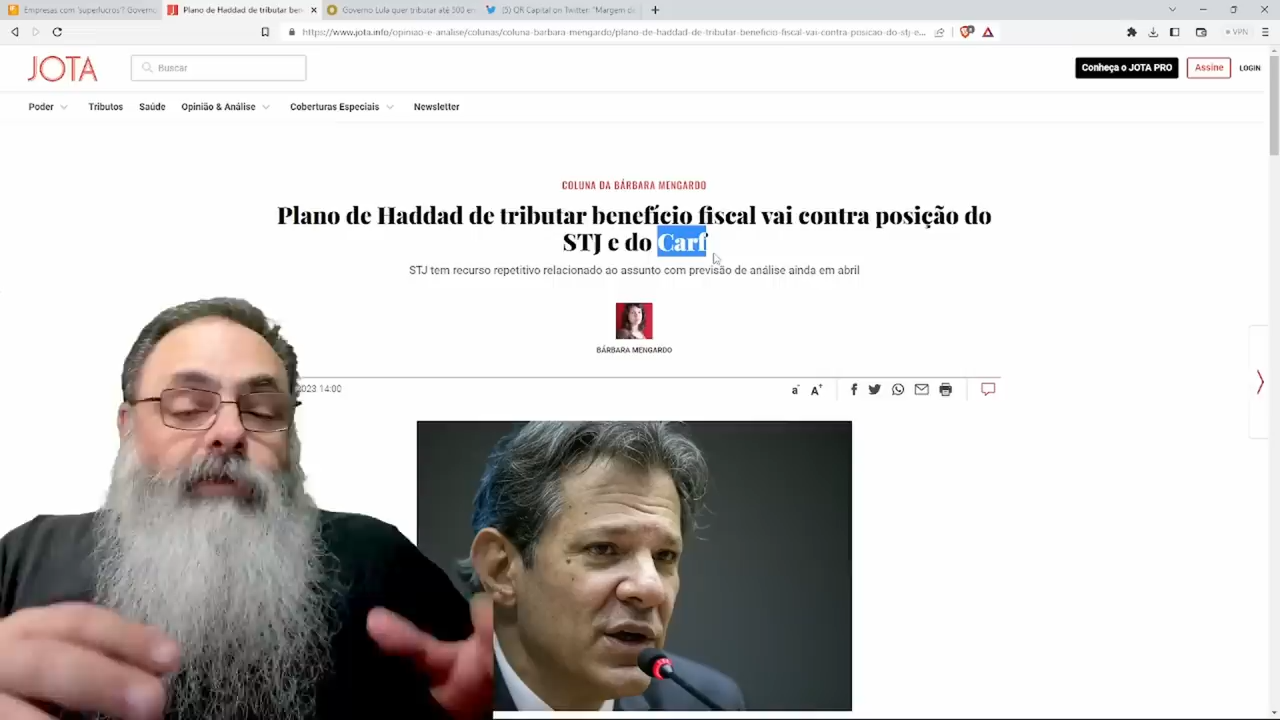 Empresas com 'superlucros'? Governo
Plano de Haddad de tributar ben
Governo Lula quer tributar até 500 em
(5) QR Capital on Twitter: "Margem d
https://www.jota.info/opiniao-e-analise/colunas/coluna-barbara-mengardo/plano-de-haddad-de-tributar-beneficio-fiscal-vai-contra-posicao-do-stj-e...
VPN
JOTA
Buscar
Conheça o JOTA PRO
Assine
LOGIN
Poder
Tributos
Saúde
Opinião & Análise
Coberturas Especiais
Newsletter
COLUNA DA BÁRBARA MENGARDO
Plano de Haddad de tributar benefício fiscal vai contra posição do
STJ e do Carf
STJ tem recurso repetitivo relacionado ao assunto com previsão de análise ainda em abril
BÁRBARA MENGARDO
2023 14:00
a-
A+